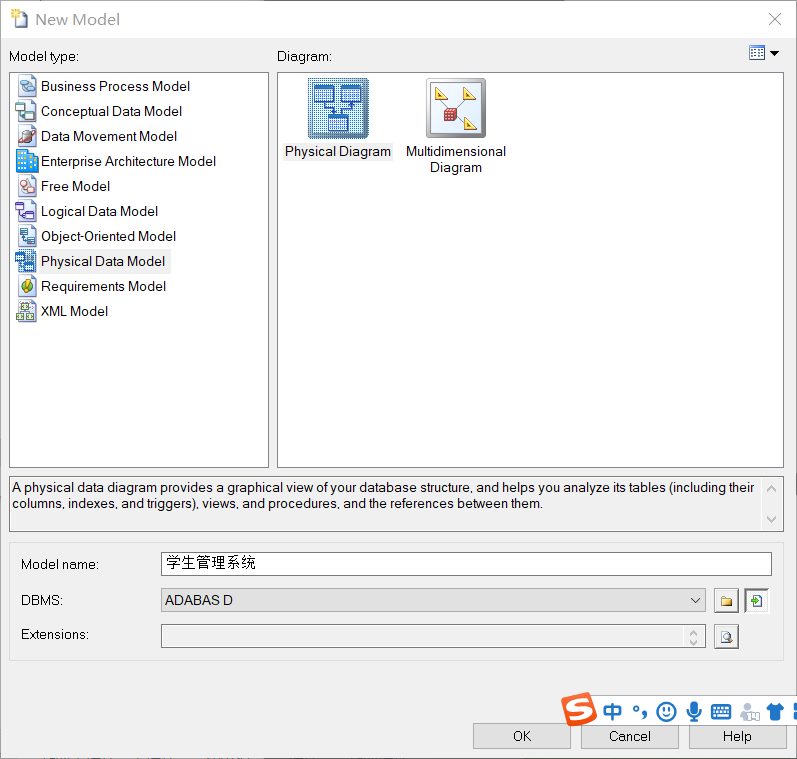 New Model
Model type:
Diagram:
Business Process Model
Conceptual Data Model
Data Movement Model
Enterprise Architecture Model
Free Model
Logical Data Model
Object-Oriented Model
Physical Data Model
Requirements Model
XML Model
Physical Diagram
Multidimensional
Diagram
A physical data diagram provides a graphical view of your database structure, and helps you analyze its tables (including their
columns, indexes, and triggers), views, and procedures, and the references between them.
Model name:
学生管理系统
DBMS:
ADABAS D
Extensions:
S 中
OK
Cancel
Help